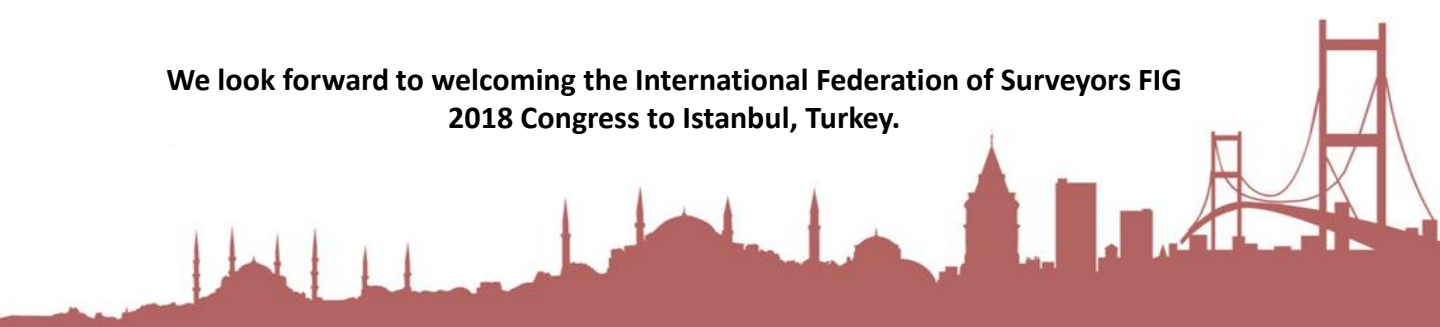 We look forward to welcoming the International Federation of Surveyors FIG
2018 Congress to Istanbul, Turkey.